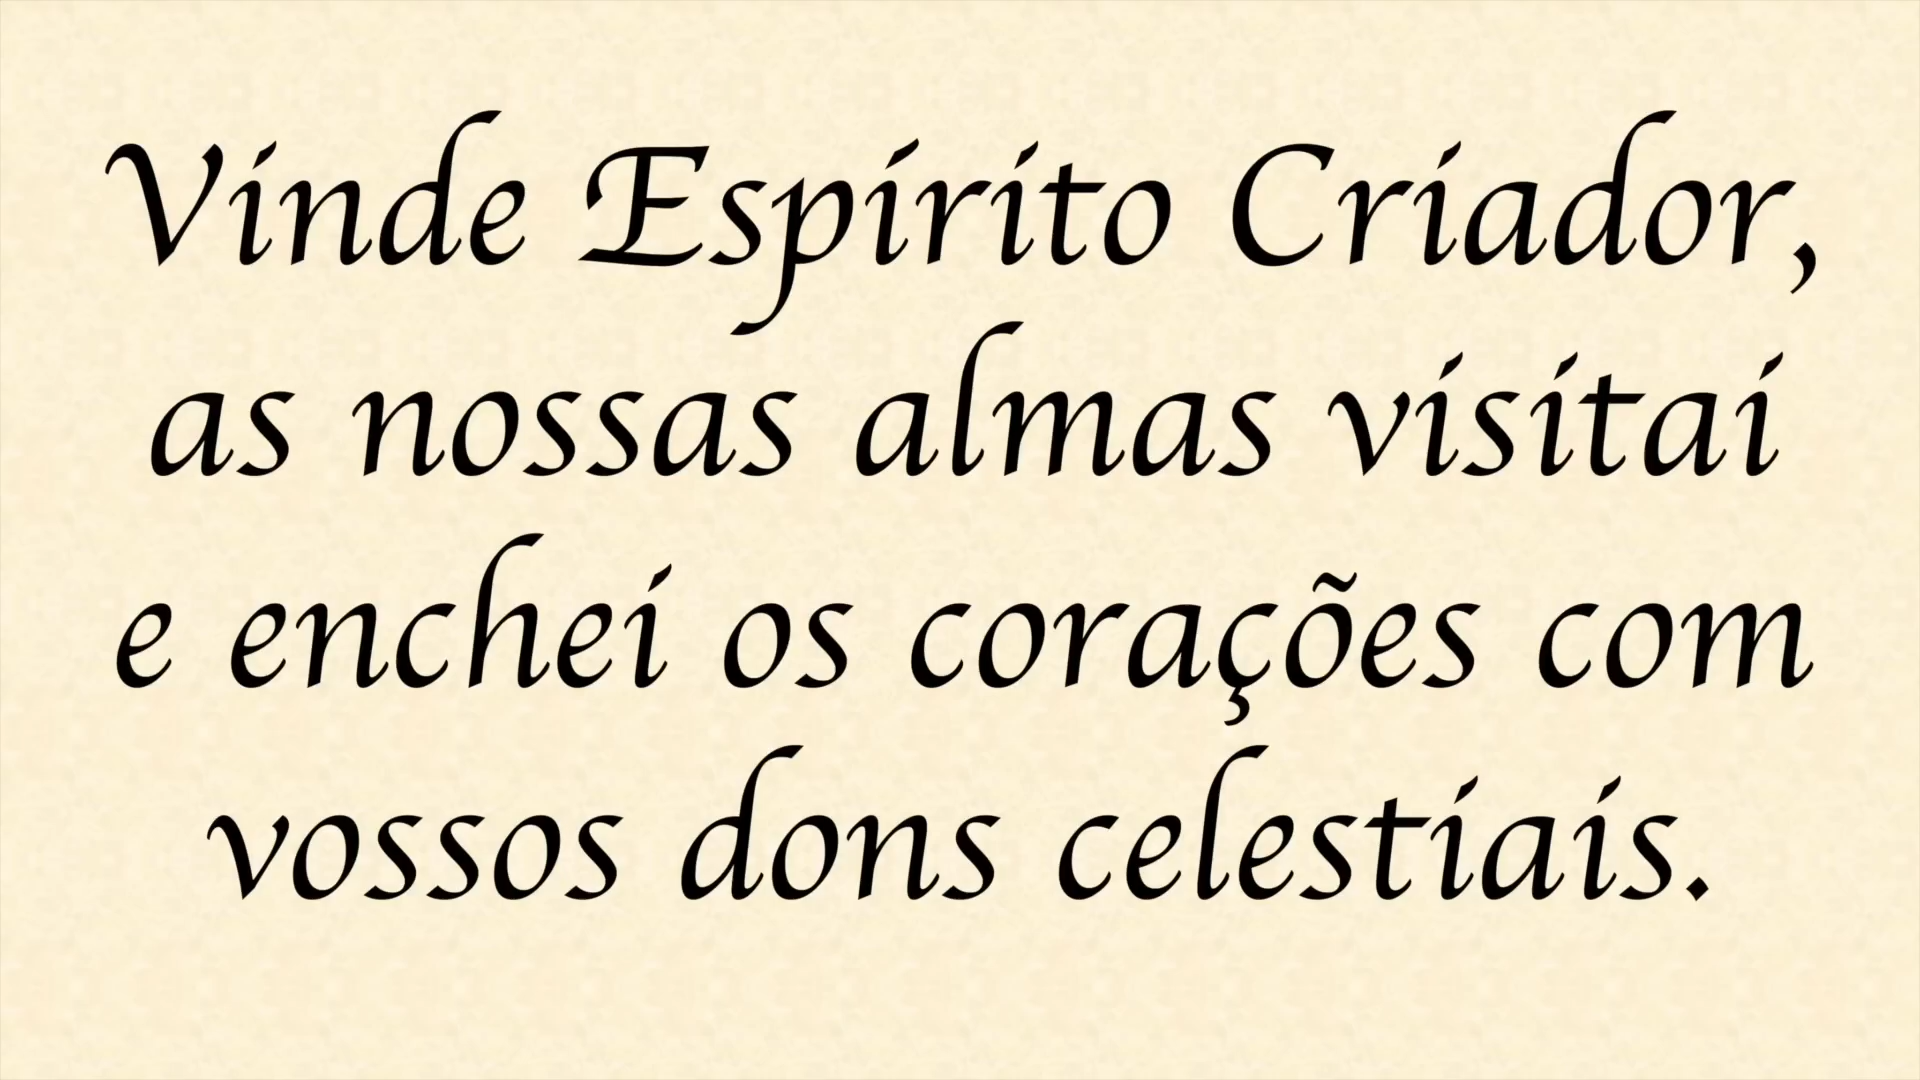 Vinde Espírito Criador,
as nossas almas visitai
e enchei os corações com
vossos dons celestiais.